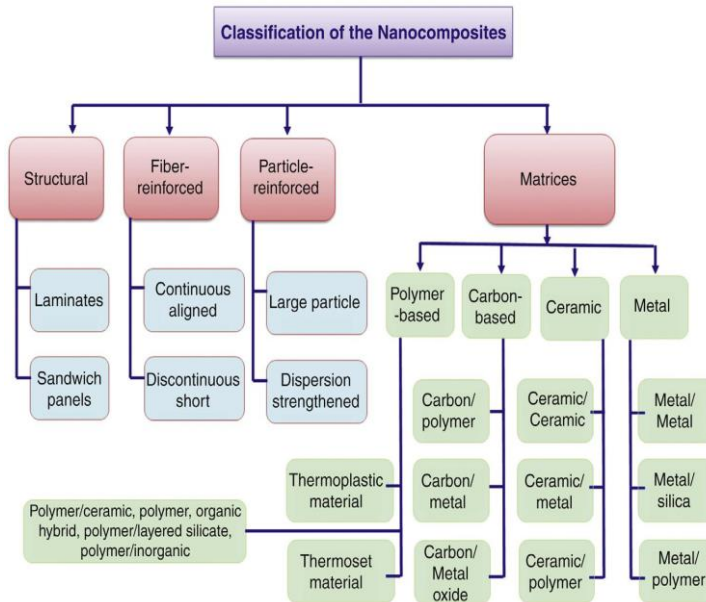 Classification of the Nanocomposites
Structural
Fiber-
reinforced
Particle-
reinforced
Matrices
Laminates
Sandwich
panels
Continuous
aligned
Discontinuous
short
Large particle
Dispersion
strengthened
Polymer
-based
Carbon-
based
Ceramic
Metal
Thermoplastic
material
Polymer/ceramic, polymer, organic
hybrid, polymer/layered silicate,
polymer/inorganic
Thermoset
material
Carbon/
polymer
Carbon/
metal
Carbon/
Metal
oxide
Ceramic/
Ceramic
Ceramic/
metal
Ceramic/
polymer
Metal/
Metal
Metal/
silica
Metal/
polymer